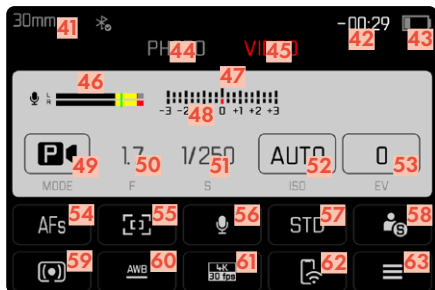 30mm 41 -00:29 42 43
PHOTO 44 VIDEO 45
46 47
L
R
-3 -2 48 0 +1 +2 +3
P 49 1.7 50 1/250 51 AUTO 52 0 53
MODE F S ISO EV
AFs 54 55 56 STD 57 S 58
59 AWB 60 4K 61 62 63
30 fps